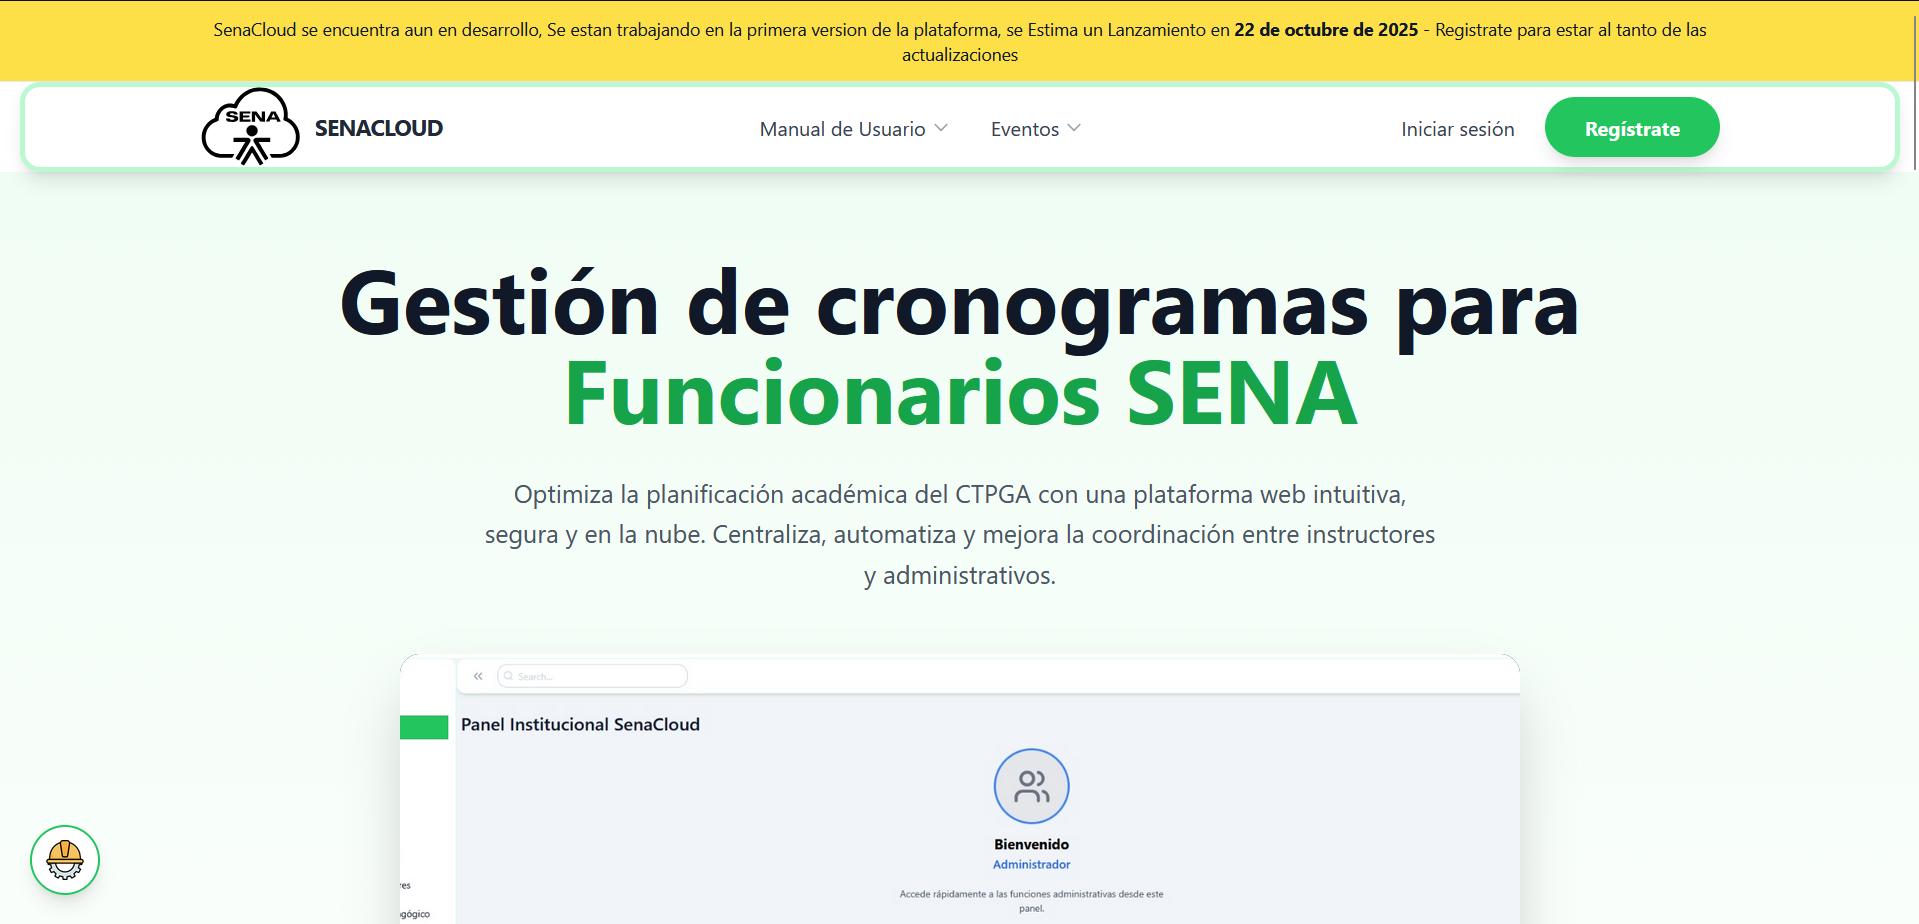 SenaCloud se encuentra aun en desarrollo, Se estan trabajando en la primera version de la plataforma, se Estima un Lanzamiento en 22 de octubre de 2025 - Registrate para estar al tanto de las
actualizaciones
SENA
SENACLOUD
Manual de Usuario
Eventos
Iniciar sesión
Regístrate
Gestión de cronogramas para
Funcionarios SENA
Optimiza la planificación académica del CTPGA con una plataforma web intuitiva,
segura y en la nube. Centraliza, automatiza y mejora la coordinación entre instructores
y administrativos.
Search...
Panel Institucional SenaCloud
Bienvenido
Administrador
Accede rápidamente a las funciones administrativas desde este
panel.